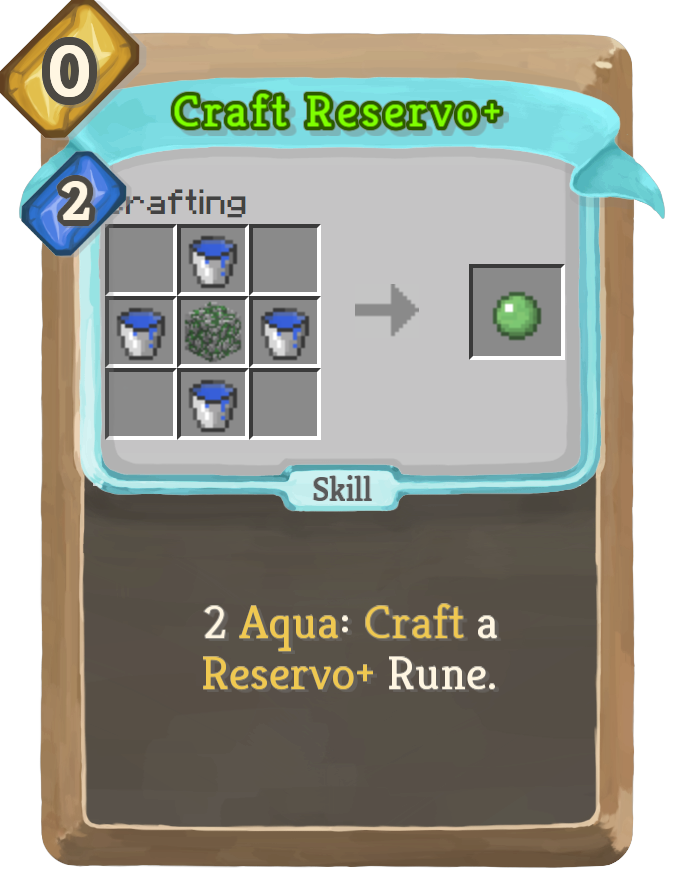 0
Craft Reservo+
2
rafting
Skill
2 Aqua: Craft a
Reservo+ Rune.